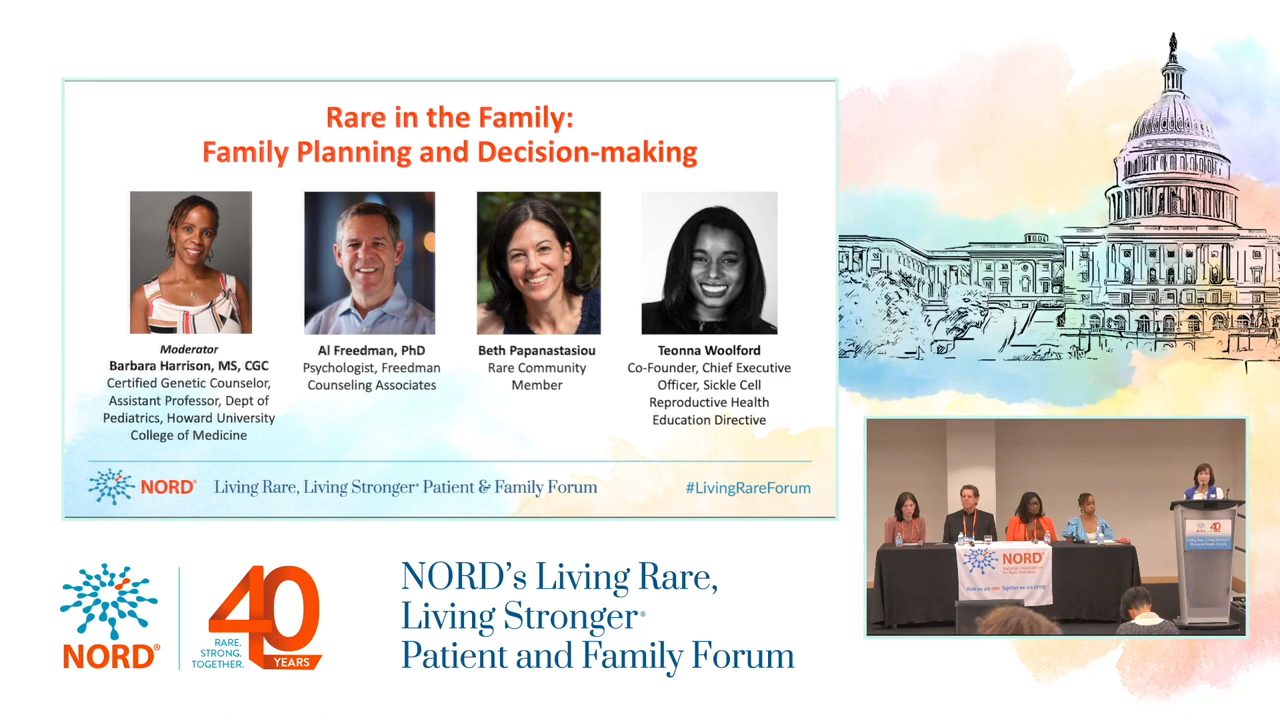 Rare in the Family:
Family Planning and Decision-making
Moderator
Barbara Harrison, MS, CGC
Certified Genetic Counselor,
Assistant Professor, Dept of
Pediatrics, Howard University
College of Medicine
Al Freedman, PhD
Psychologist, Freedman
Counseling Associates
Beth Papanastasiou
Rare Community
Member
Teonna Woolford
Co-Founder, Chief Executive
Officer, Sickle Cell
Reproductive Health
Education Directive
NORD®
Living Rare, Living Stronger® Patient & Family Forum
#LivingRareForum
NORD®
40
RARE.
STRONG.
TOGETHER.
YEARS
NORD's Living Rare,
Living Stronger®
Patient and Family Forum
NORD®
40